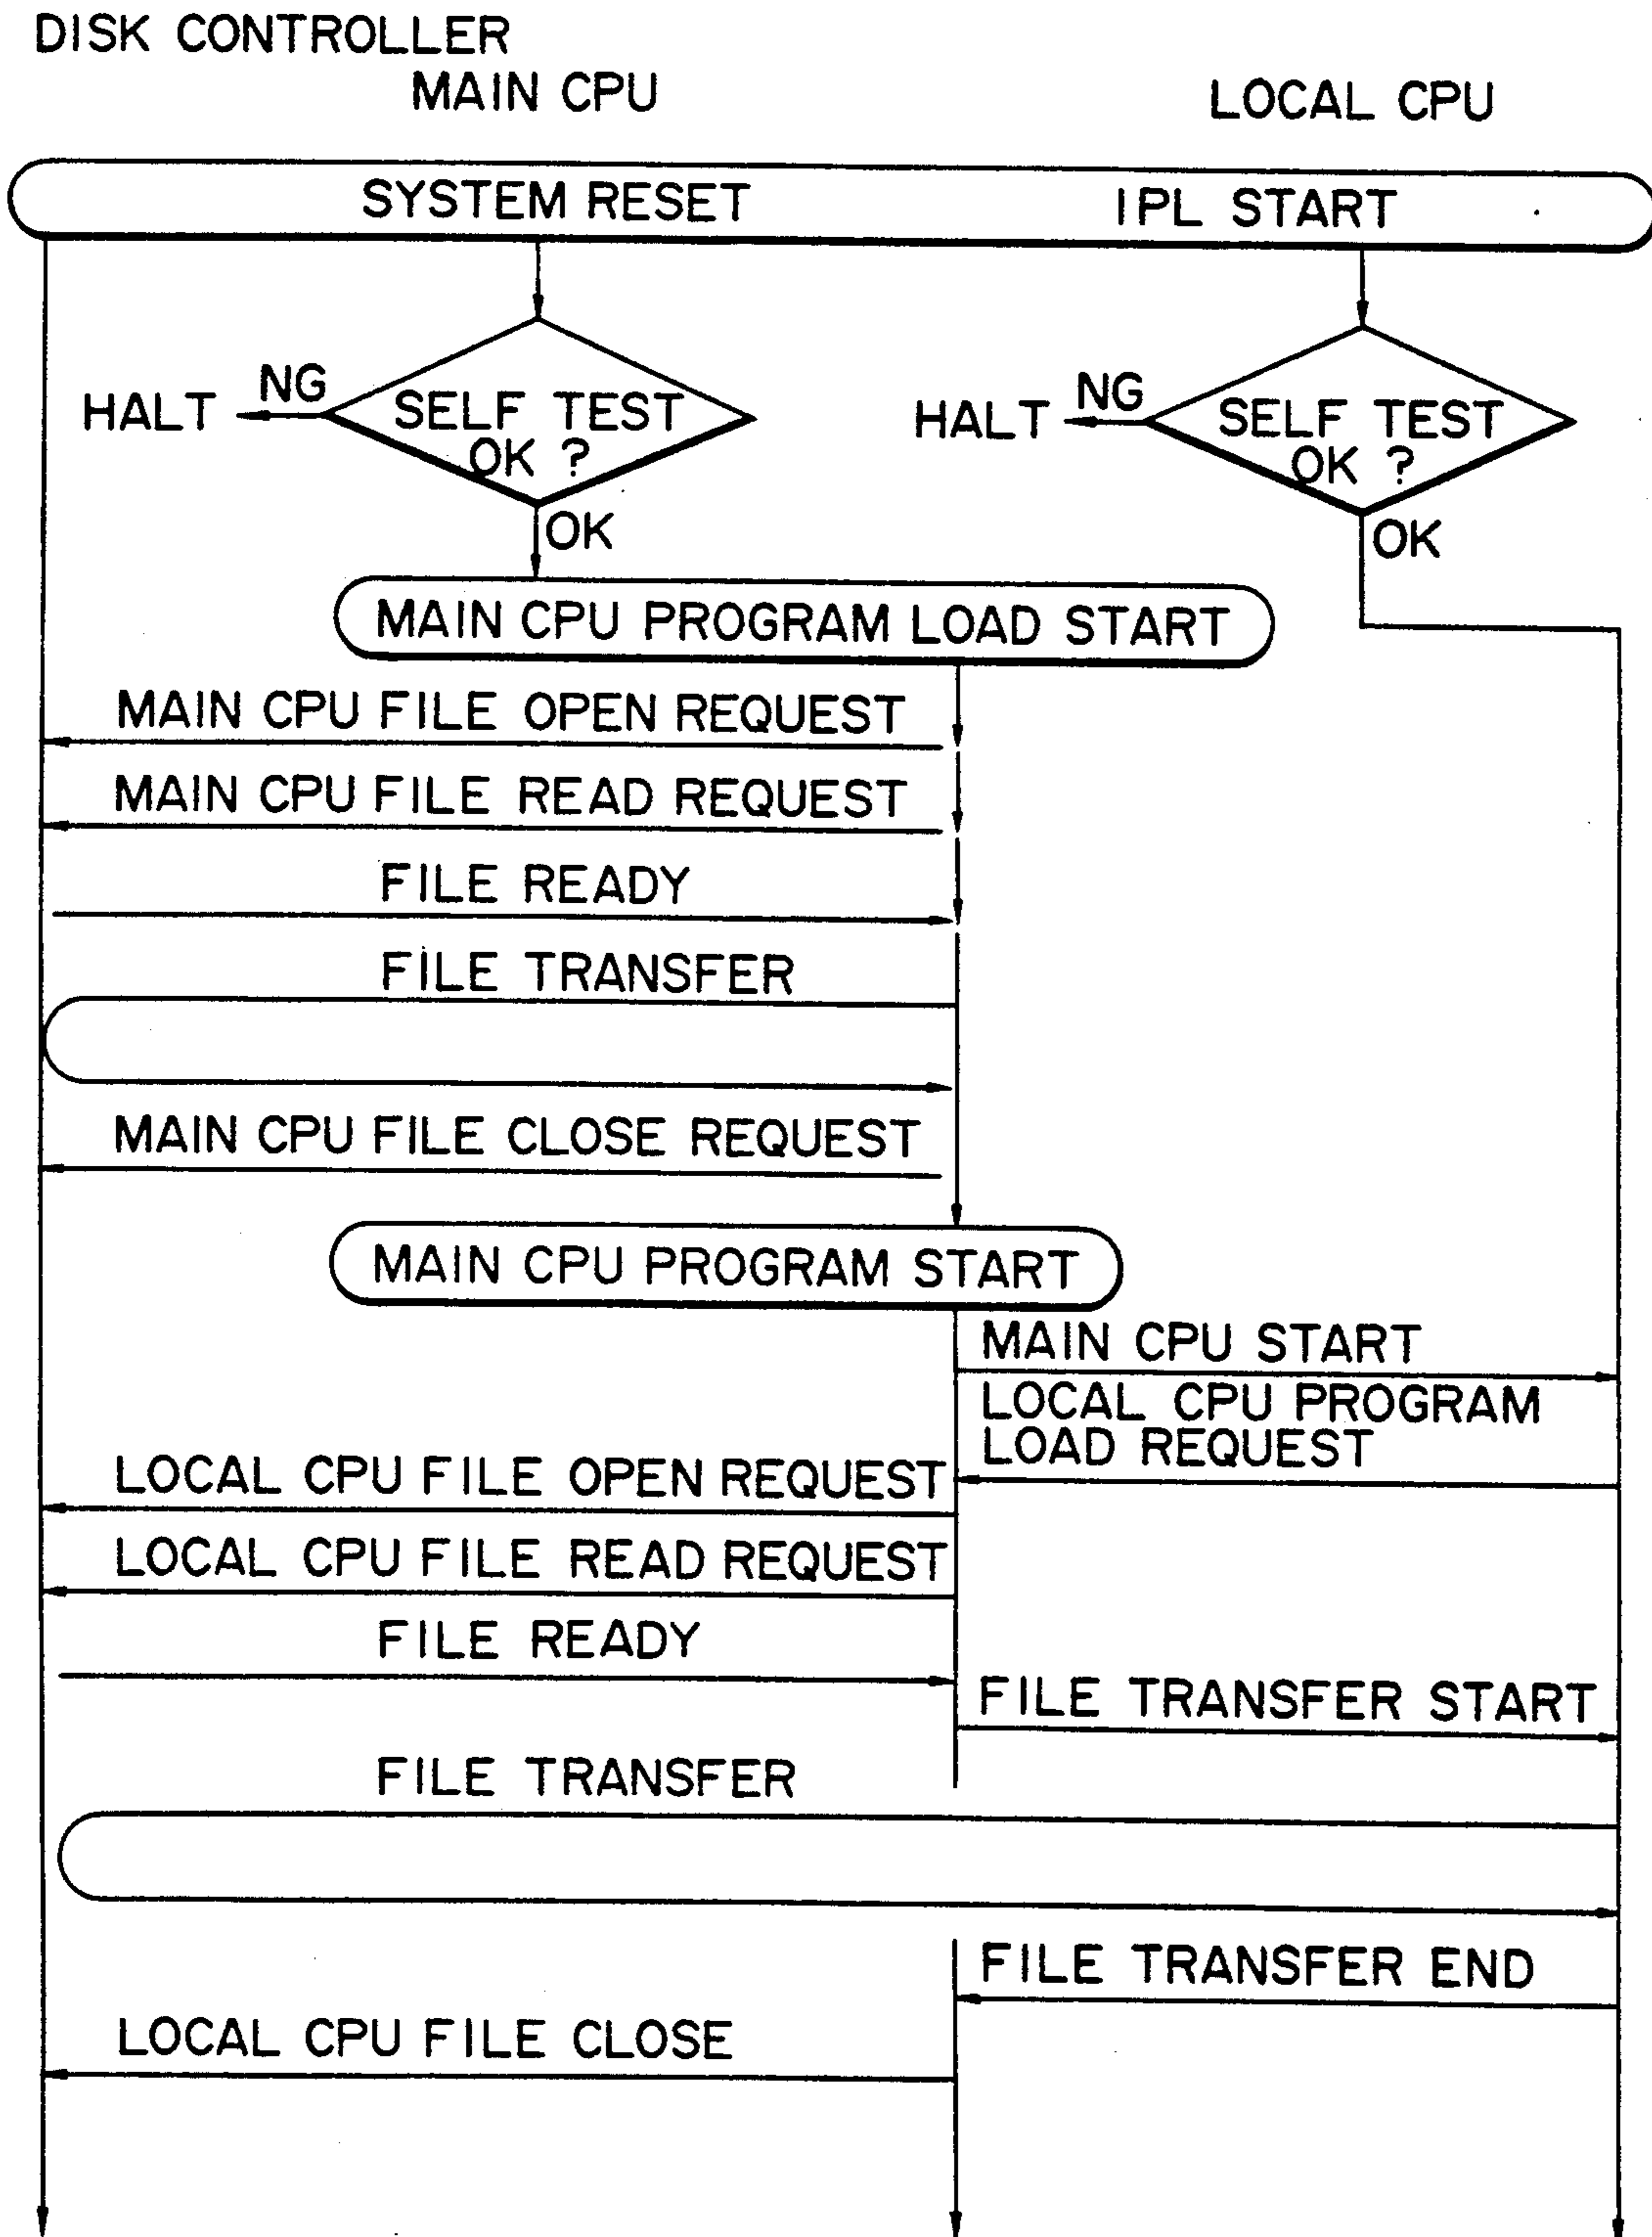 DISK CONTROLLER
MAIN CPU
LOCAL CPU
SYSTEM RESET
IPL START
HALT
NG
SELF TEST
OK ?
OK
HALT
NG
SELF TEST
OK ?
OK
MAIN CPU PROGRAM LOAD START
MAIN CPU FILE OPEN REQUEST
MAIN CPU FILE READ REQUEST
FILE READY
FILE TRANSFER
MAIN CPU FILE CLOSE REQUEST
MAIN CPU PROGRAM START
MAIN CPU START
LOCAL CPU PROGRAM
LOAD REQUEST
LOCAL CPU FILE OPEN REQUEST
LOCAL CPU FILE READ REQUEST
FILE READY
FILE TRANSFER START
FILE TRANSFER
FILE TRANSFER END
LOCAL CPU FILE CLOSE